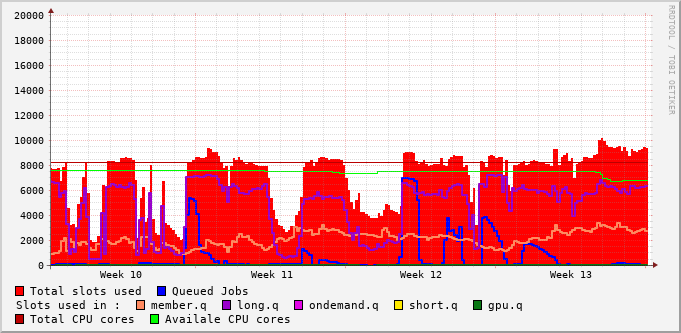 20000
18000
16000
14000
12000
10000
8000
6000
4000
2000
0
Week 10 Week 11 Week 12 Week 13
RRDTOOL / TOBI OETIKER
Total slots used Queued Jobs
Slots used in : member.q long.q ondemand.q short.q gpu.q
Total CPU cores Availale CPU cores